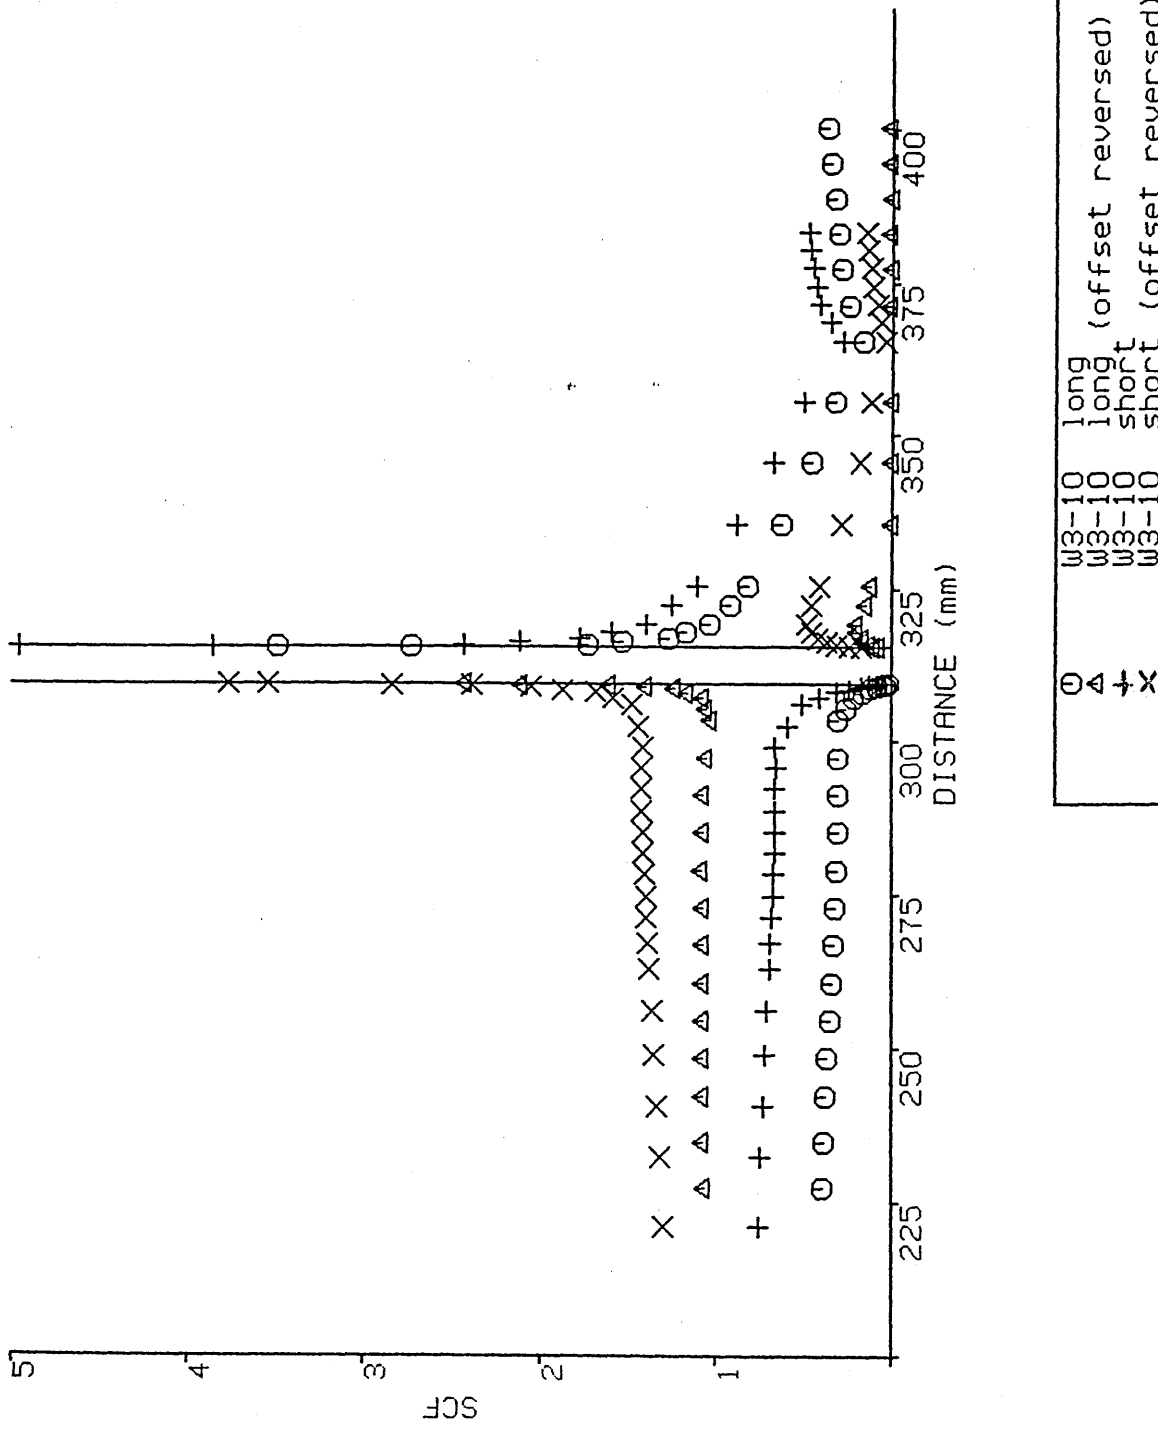 5
4
3
2
1
SCF
225
250
275
300
325
350
375
400
DISTANCE (mm)
W3-10 long
W3-10 long (offset reversed)
W3-10 short
W3-10 short (offset reversed)